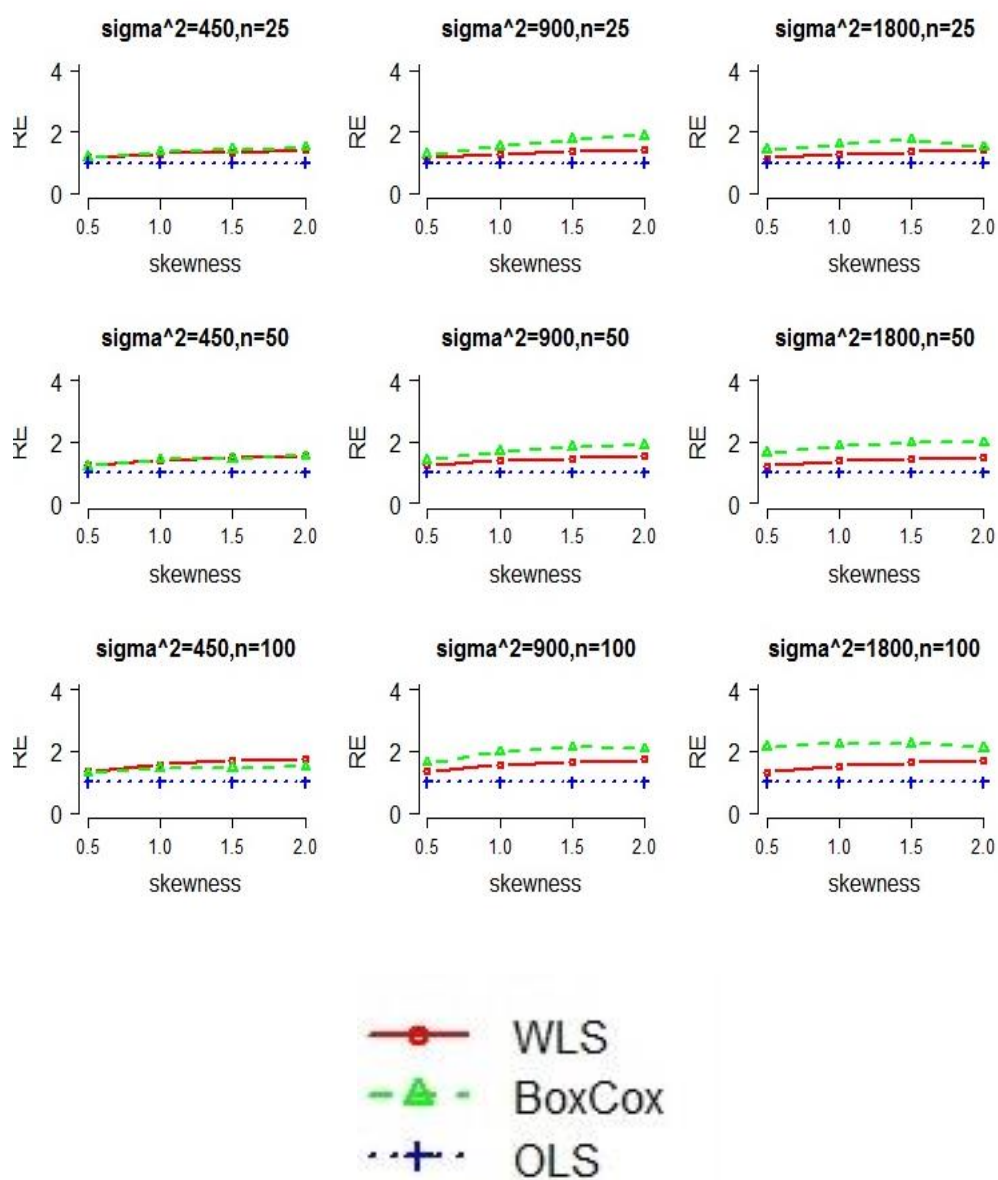 sigma^2=450,n=25 sigma^2=900,n=25 sigma^2=1800,n=25
4 4 4
RE RE RE
2 2 2
0 0 0
0.5 1.0 1.5 2.0 0.5 1.0 1.5 2.0 0.5 1.0 1.5 2.0
skewness skewness skewness
sigma^2=450,n=50 sigma^2=900,n=50 sigma^2=1800,n=50
4 4 4
RE RE RE
2 2 2
0 0 0
0.5 1.0 1.5 2.0 0.5 1.0 1.5 2.0 0.5 1.0 1.5 2.0
skewness skewness skewness
sigma^2=450,n=100 sigma^2=900,n=100 sigma^2=1800,n=100
4 4 4
RE RE RE
2 2 2
0 0 0
0.5 1.0 1.5 2.0 0.5 1.0 1.5 2.0 0.5 1.0 1.5 2.0
skewness skewness skewness
WLS
BoxCox
OLS